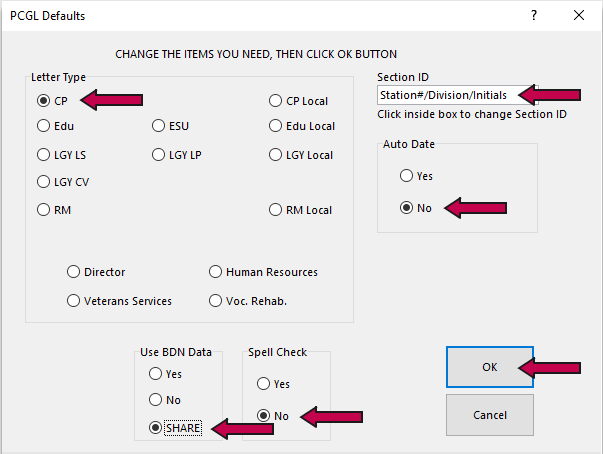 PCGL Defaults
? ×
CHANGE THE ITEMS YOU NEED, THEN CLICK OK BUTTON
Letter Type
CP
CP Local
Edu
ESU
Edu Local
LGY LS
LGY LP
LGY Local
LGY CV
RM
RM Local
Director
Human Resources
Veterans Services
Voc. Rehab.
Section ID
Station#/Division/Initials
Click inside box to change Section ID
Auto Date
Yes
No
Use BDN Data
Yes
No
SHARE
Spell Check
Yes
No
OK
Cancel